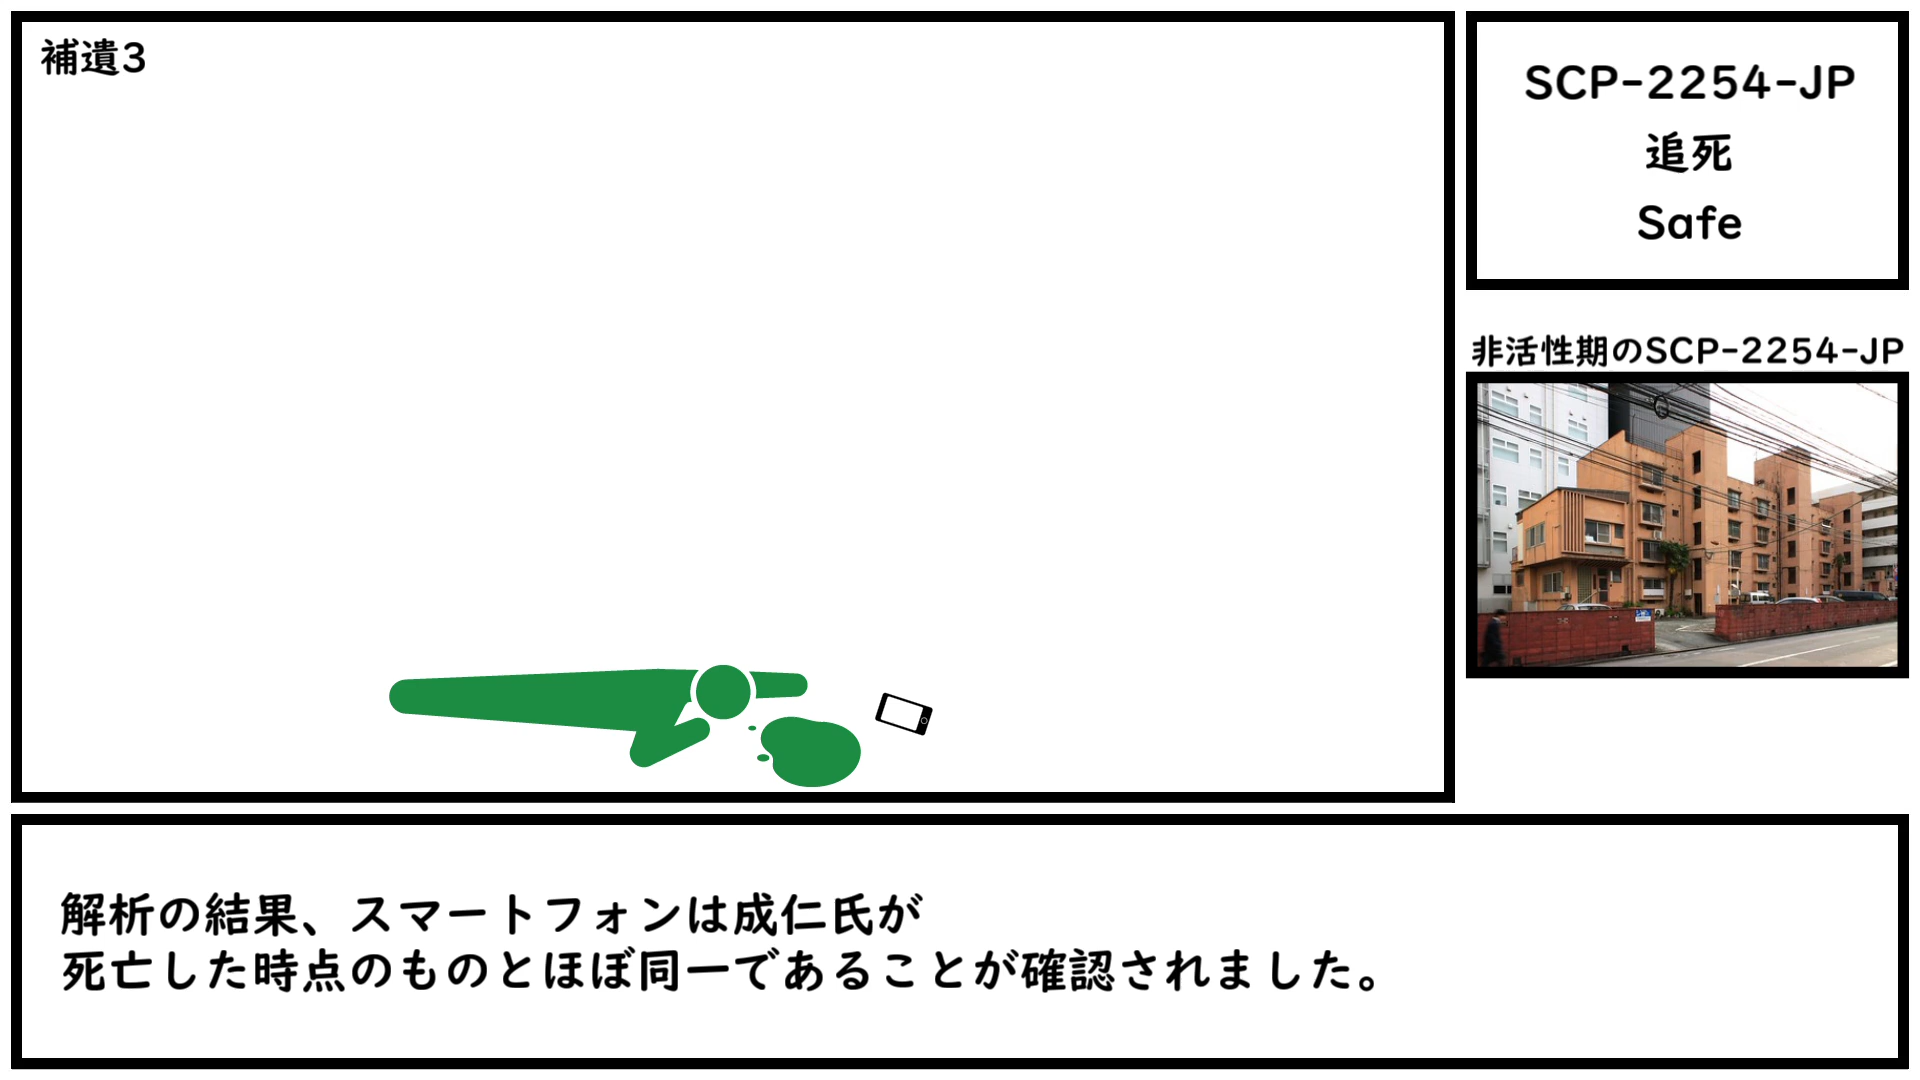 補遺3
SCP-2254-JP
追死
Safe
非活性期のSCP-2254-JP
解析の結果、スマートフォンは成仁氏が
死亡した時点のものとほぼ同一であることが確認されました。